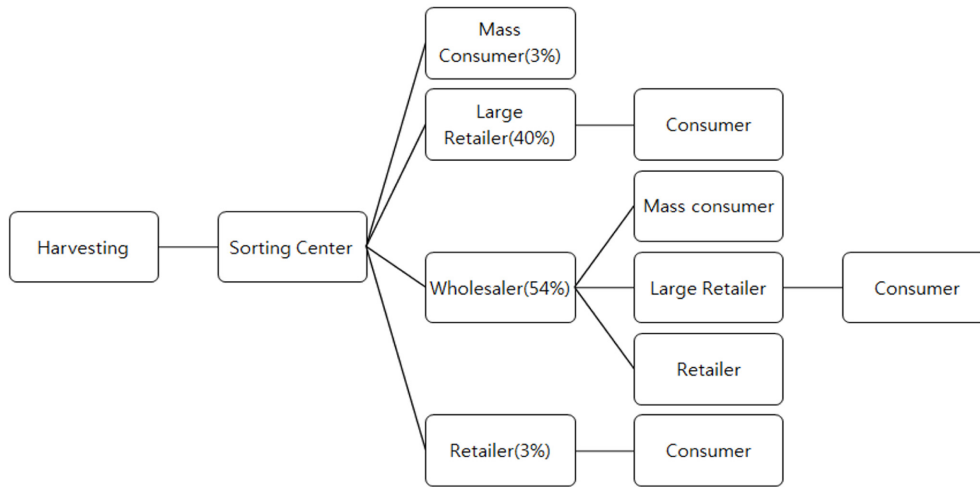 Mass
Consumer(3%)
Large
Retailer(40%)
Consumer
Mass consumer
Harvesting
Sorting Center
Wholesaler(54%)
Large Retailer
Consumer
Retailer
Retailer(3%)
Consumer